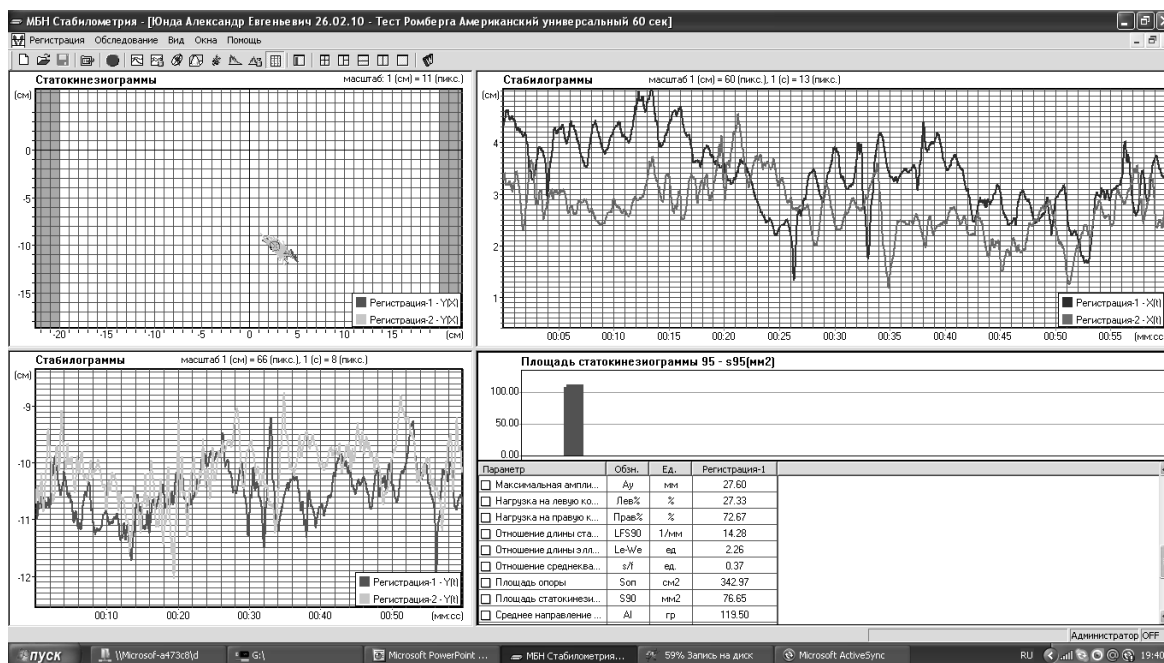 МБН Стабилометрия - [Юнда Александр Евгеньевич 26.02.10 - Тест Ромберга Американский универсальный 60 сек]
Регистрация Обследование Вид Окна Помощь
Статокинезиограммы масштаб: 1 (см) = 11 (пикс.)
(см)
0
-5
-10
-15
-20 -15 -10 -5 0 5 10 15 (см)
Регистрация-1 - Y(X)
Регистрация-2 - Y(X)
Стабилограммы масштаб 1 (см) = 60 (пикс.), 1 (с) = 13 (пикс.)
(см)
4
3
2
1
00:05 00:10 00:15 00:20 00:25 00:30 00:35 00:40 00:45 00:50 00:55 (мм:сс)
Регистрация-1 - X(t)
Регистрация-2 - X(t)
Стабилограммы масштаб 1 (см) = 66 (пикс.), 1 (с) = 8 (пикс.)
(см)
-9
-10
-11
-12
00:10 00:20 00:30 00:40 00:50 (мм:сс)
Регистрация-1 - Y(t)
Регистрация-2 - Y(t)
Площадь статокинезиограммы 95 - s95(мм2)
100.00
50.00
0.00
Параметр Обзн. Ед. Регистрация-1
Максимальная ампли... Ay мм 27.60
Нагрузка на левую ко... Лев% % 27.33
Нагрузка на правую к... Прав% % 72.67
Отношение длины ста... LFS90 1/мм 14.28
Отношение длины элл... Le-We ед 2.26
Отношение среднеква... s/f ед. 0.37
Площадь опоры Sоп см2 342.97
Площадь статокинези... S90 мм2 76.65
Среднее направление ... Al гр 119.50
Администратор OFF
пуск \\Microsof-a473c8\d G:\ Microsoft PowerPoint ... МБН Стабилометрия... 59% Запись на диск Microsoft ActiveSync RU 19:40